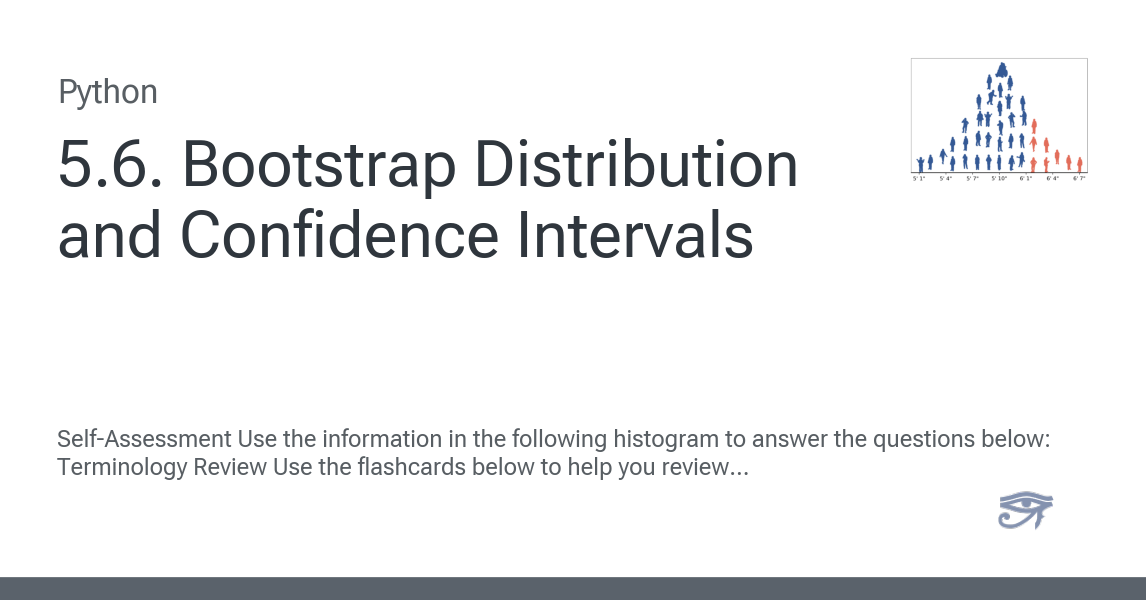 Python
5.6. Bootstrap Distribution
and Confidence Intervals
5' 1" 5' 4" 5' 7" 5' 10" 6' 1" 6' 4" 6' 7"
Self-Assessment Use the information in the following histogram to answer the questions below:
Terminology Review Use the flashcards below to help you review...